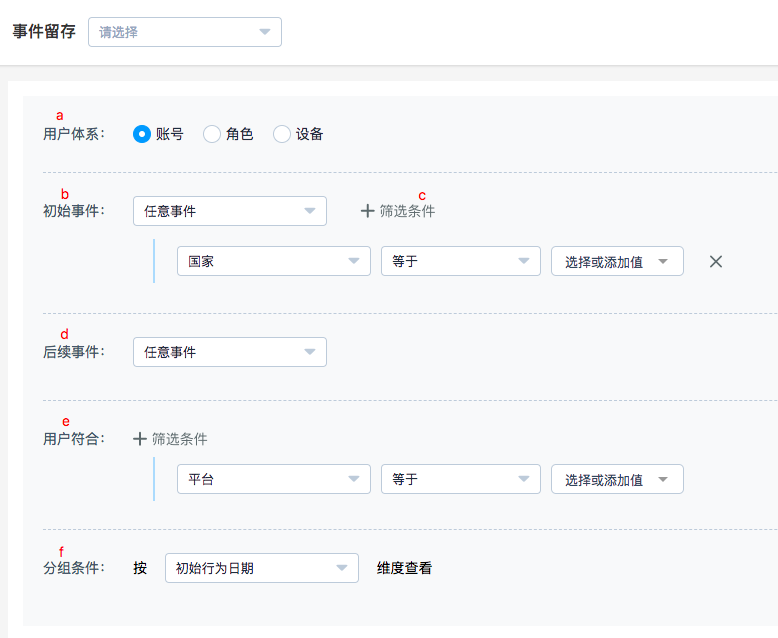 事件留存 请选择
a
用户体系： 账号 角色 设备
b c
初始事件： 任意事件 + 筛选条件
国家 等于 选择或添加值
d
后续事件： 任意事件
e
用户符合： + 筛选条件
平台 等于 选择或添加值
f
分组条件： 按 初始行为日期 维度查看